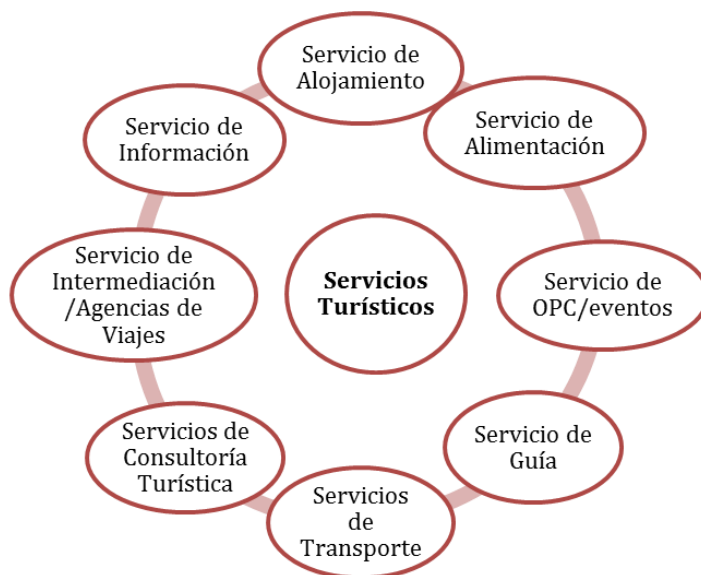 Servicio de
Alojamiento
Servicio de
Alimentación
Servicio de
OPC/eventos
Servicio de
Guía
Servicios
de
Transporte
Servicios de
Consultoría
Turística
Servicio de
Intermediación
/Agencias de
Viajes
Servicio de
Información
Servicios
Turísticos